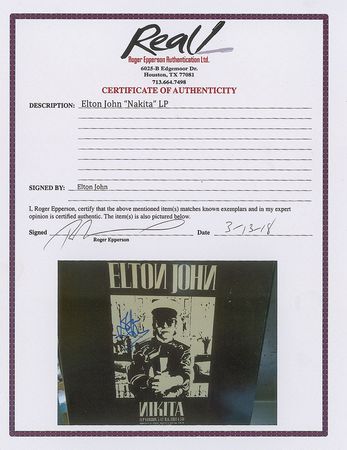 Real!
Roger Epperson Authentication Ltd.
6025-B Edgemoor Dr.
Houston, TX 77081
713.664.7498
CERTIFICATE OF AUTHENTICITY
DESCRIPTION: Elton John "Nakita" LP
SIGNED BY: Elton John
I, Roger Epperson, certify that the above mentioned item(s) matches known exemplars and in my expert
opinion is certified authentic. The item(s) is also pictured below.
Signed Date 3-13-18
Roger Epperson
ELTON JOHN
NIKITA